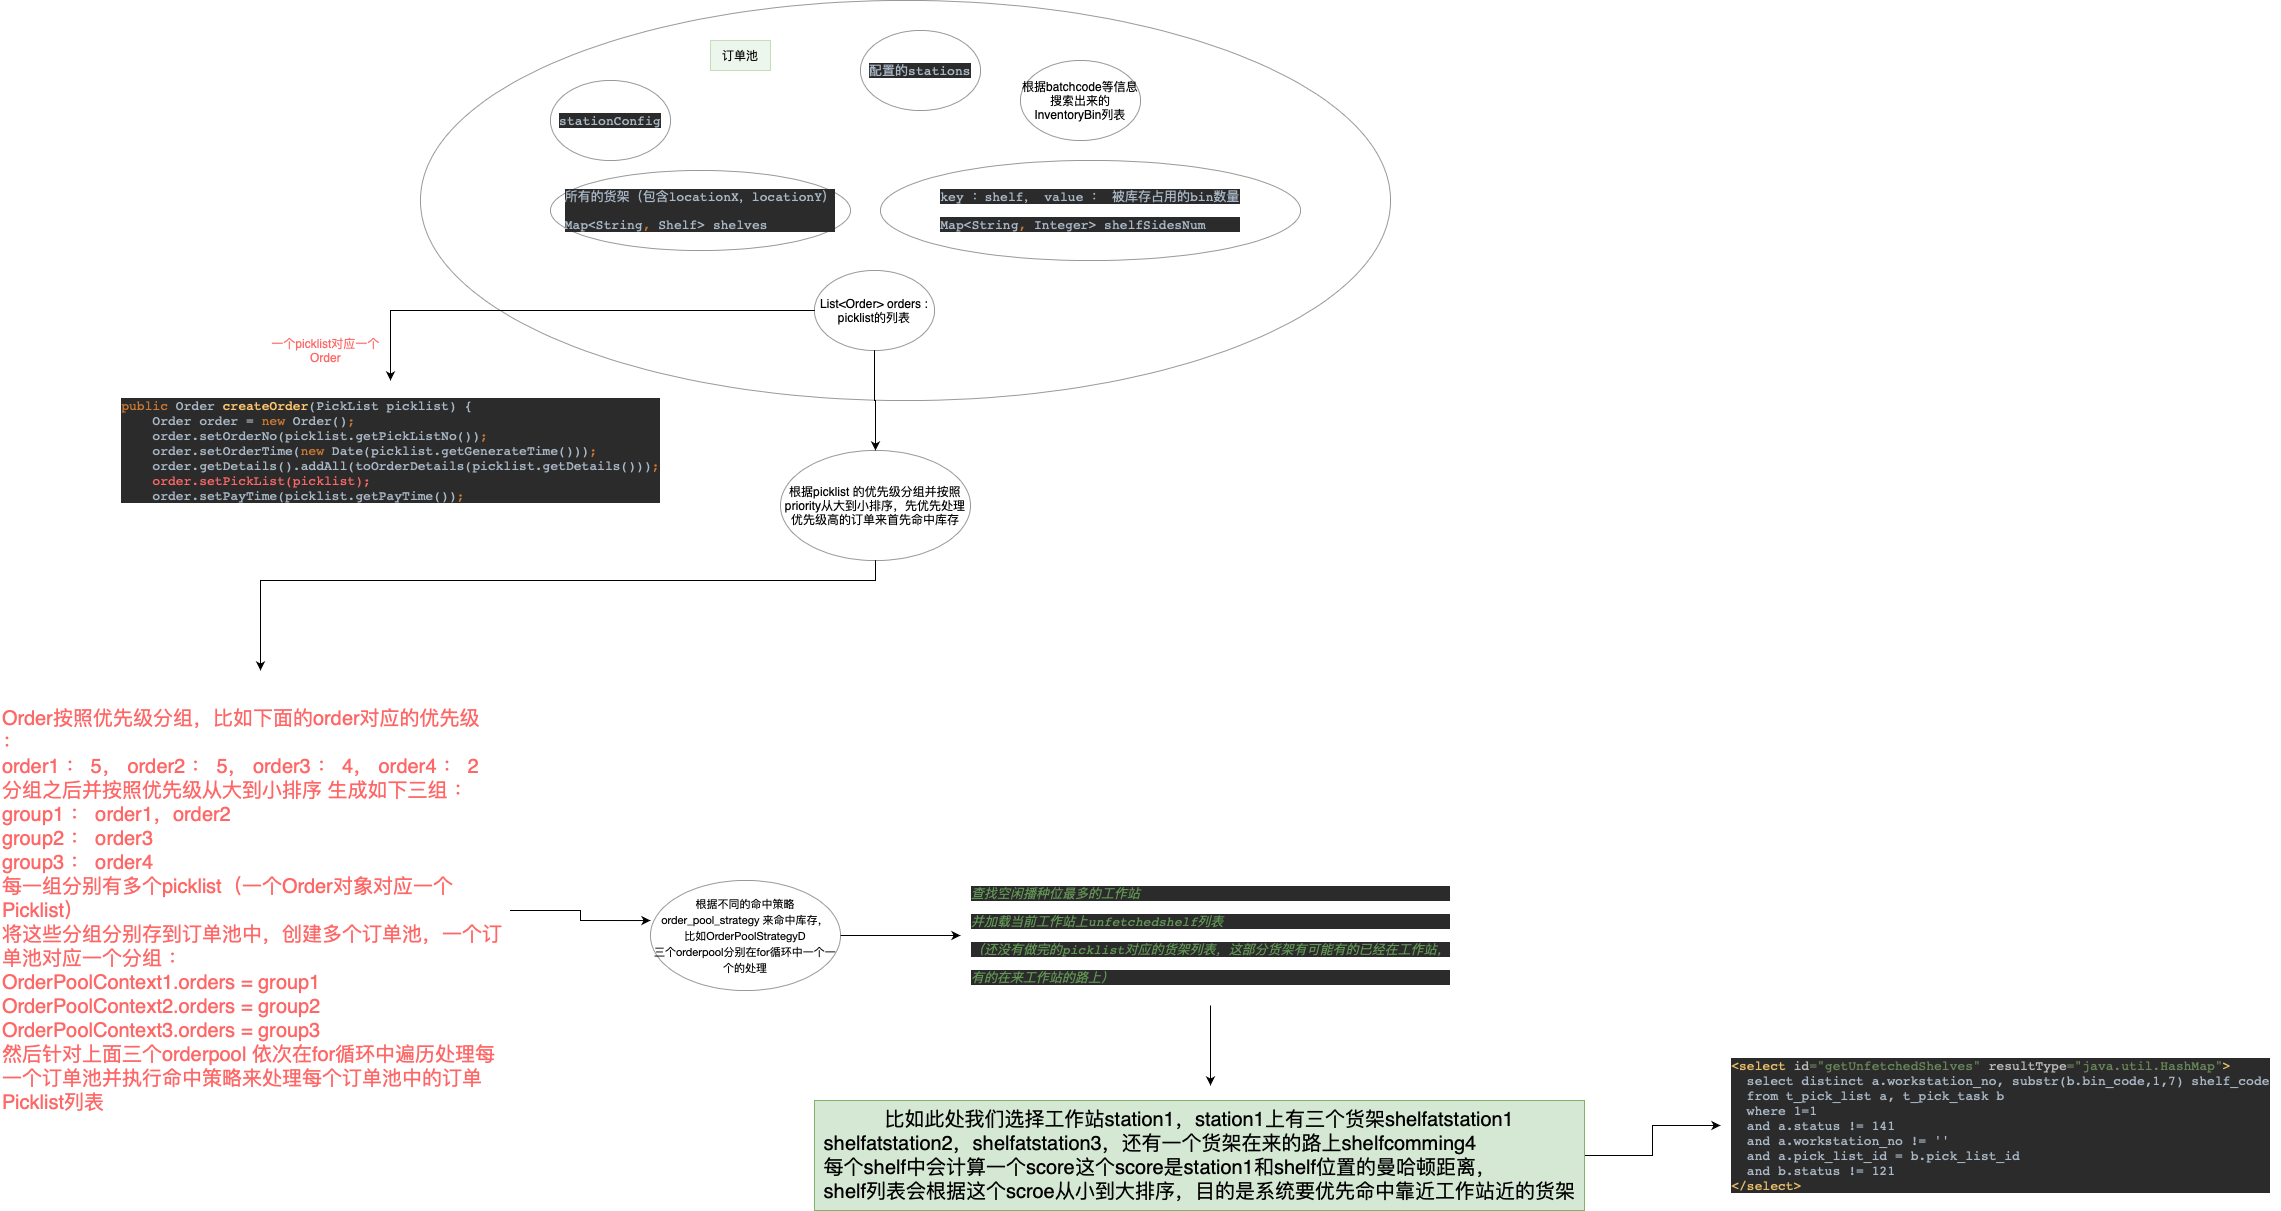 订单池
配置的stations
根据batchcode等信息
搜索出来的
InventoryBin列表
stationConfig
所有的货架（包含locationX，locationY）
Map<String, Shelf> shelves
key：shelf， value： 被库存占用的bin数量
Map<String, Integer> shelfSidesNum
List<Order> orders：
picklist的列表
一个picklist对应一个
Order
public Order createOrder(PickList picklist) {
    Order order = new Order();
    order.setOrderNo(picklist.getPickListNo());
    order.setOrderTime(new Date(picklist.getGenerateTime()));
    order.getDetails().addAll(toOrderDetails(picklist.getDetails()));
    order.setPickList(picklist);
    order.setPayTime(picklist.getPayTime());
根据picklist 的优先级分组并按照
priority从大到小排序，先优先处理
优先级高的订单来首先命中库存
Order按照优先级分组，比如下面的order对应的优先级
：
order1： 5， order2： 5， order3： 4， order4： 2
分组之后并按照优先级从大到小排序 生成如下三组：
group1： order1，order2
group2： order3
group3： order4
每一组分别有多个picklist（一个Order对象对应一个
Picklist）
将这些分组分别存到订单池中，创建多个订单池，一个订
单池对应一个分组：
OrderPoolContext1.orders = group1
OrderPoolContext2.orders = group2
OrderPoolContext3.orders = group3
然后针对上面三个orderpool 依次在for循环中遍历处理每
一个订单池并执行命中策略来处理每个订单池中的订单
Picklist列表
根据不同的命中策略
order_pool_strategy 来命中库存，
比如OrderPoolStrategyD
三个orderpool分别在for循环中一个一
个的处理
查找空闲播种位最多的工作站
并加载当前工作站上unfetchedshelf列表
（还没有做完的picklist对应的货架列表，这部分货架有可能有的已经在工作站，
有的在来工作站的路上）
比如此处我们选择工作站station1，station1上有三个货架shelfatstation1
shelfatstation2，shelfatstation3，还有一个货架在来的路上shelfcomming4
每个shelf中会计算一个score这个score是station1和shelf位置的曼哈顿距离，
shelf列表会根据这个scroe从小到大排序，目的是系统要优先命中靠近工作站近的货架
<select id="getUnfetchedShelves" resultType="java.util.HashMap">
  select distinct a.workstation_no, substr(b.bin_code,1,7) shelf_code
  from t_pick_list a, t_pick_task b
  where 1=1
  and a.status != 141
  and a.workstation_no != ''
  and a.pick_list_id = b.pick_list_id
  and b.status != 121
</select>